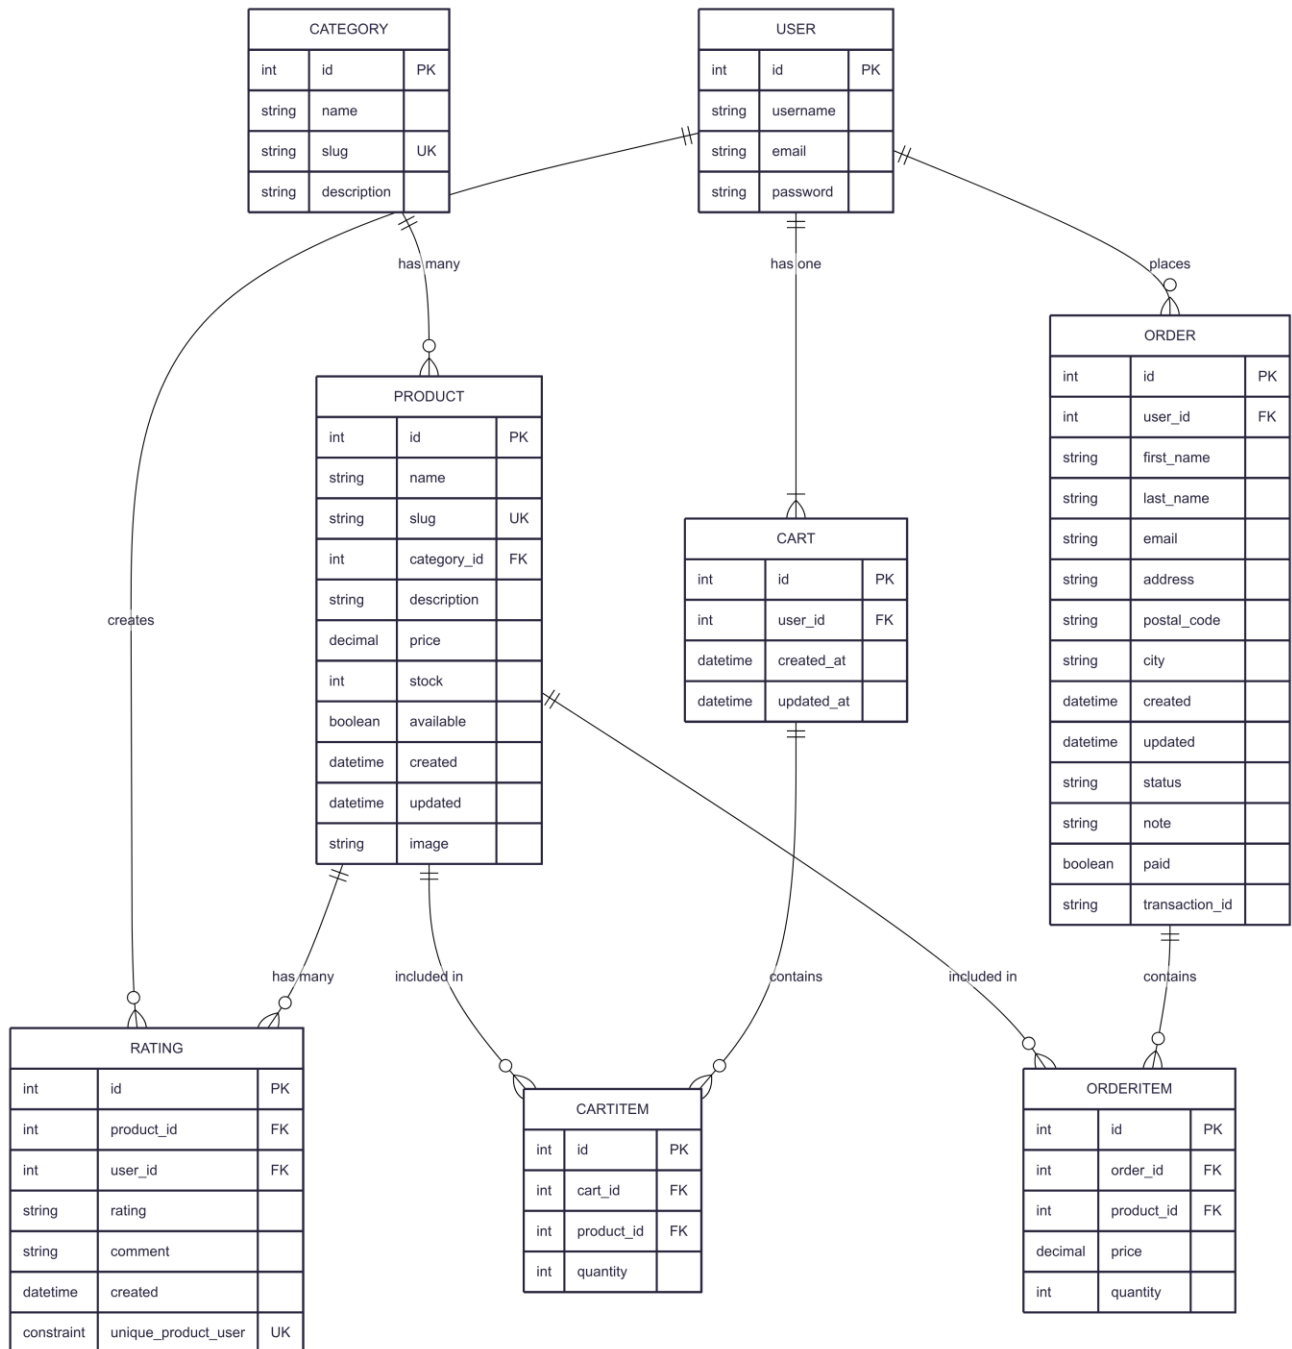 CATEGORY
int id PK
string name
string slug UK
string description
USER
int id PK
string username
string email
string password
has many
has one
places
ORDER
int id PK
int user_id FK
string first_name
string last_name
string email
string address
string postal_code
string city
datetime created
datetime updated
string status
string note
boolean paid
string transaction_id
PRODUCT
int id PK
string name
string slug UK
int category_id FK
string description
decimal price
int stock
boolean available
datetime created
datetime updated
string image
CART
int id PK
int user_id FK
datetime created_at
datetime updated_at
creates
has many
included in
contains
included in
contains
RATING
int id PK
int product_id FK
int user_id FK
string rating
string comment
datetime created
constraint unique_product_user UK
CARTITEM
int id PK
int cart_id FK
int product_id FK
int quantity
ORDERITEM
int id PK
int order_id FK
int product_id FK
decimal price
int quantity